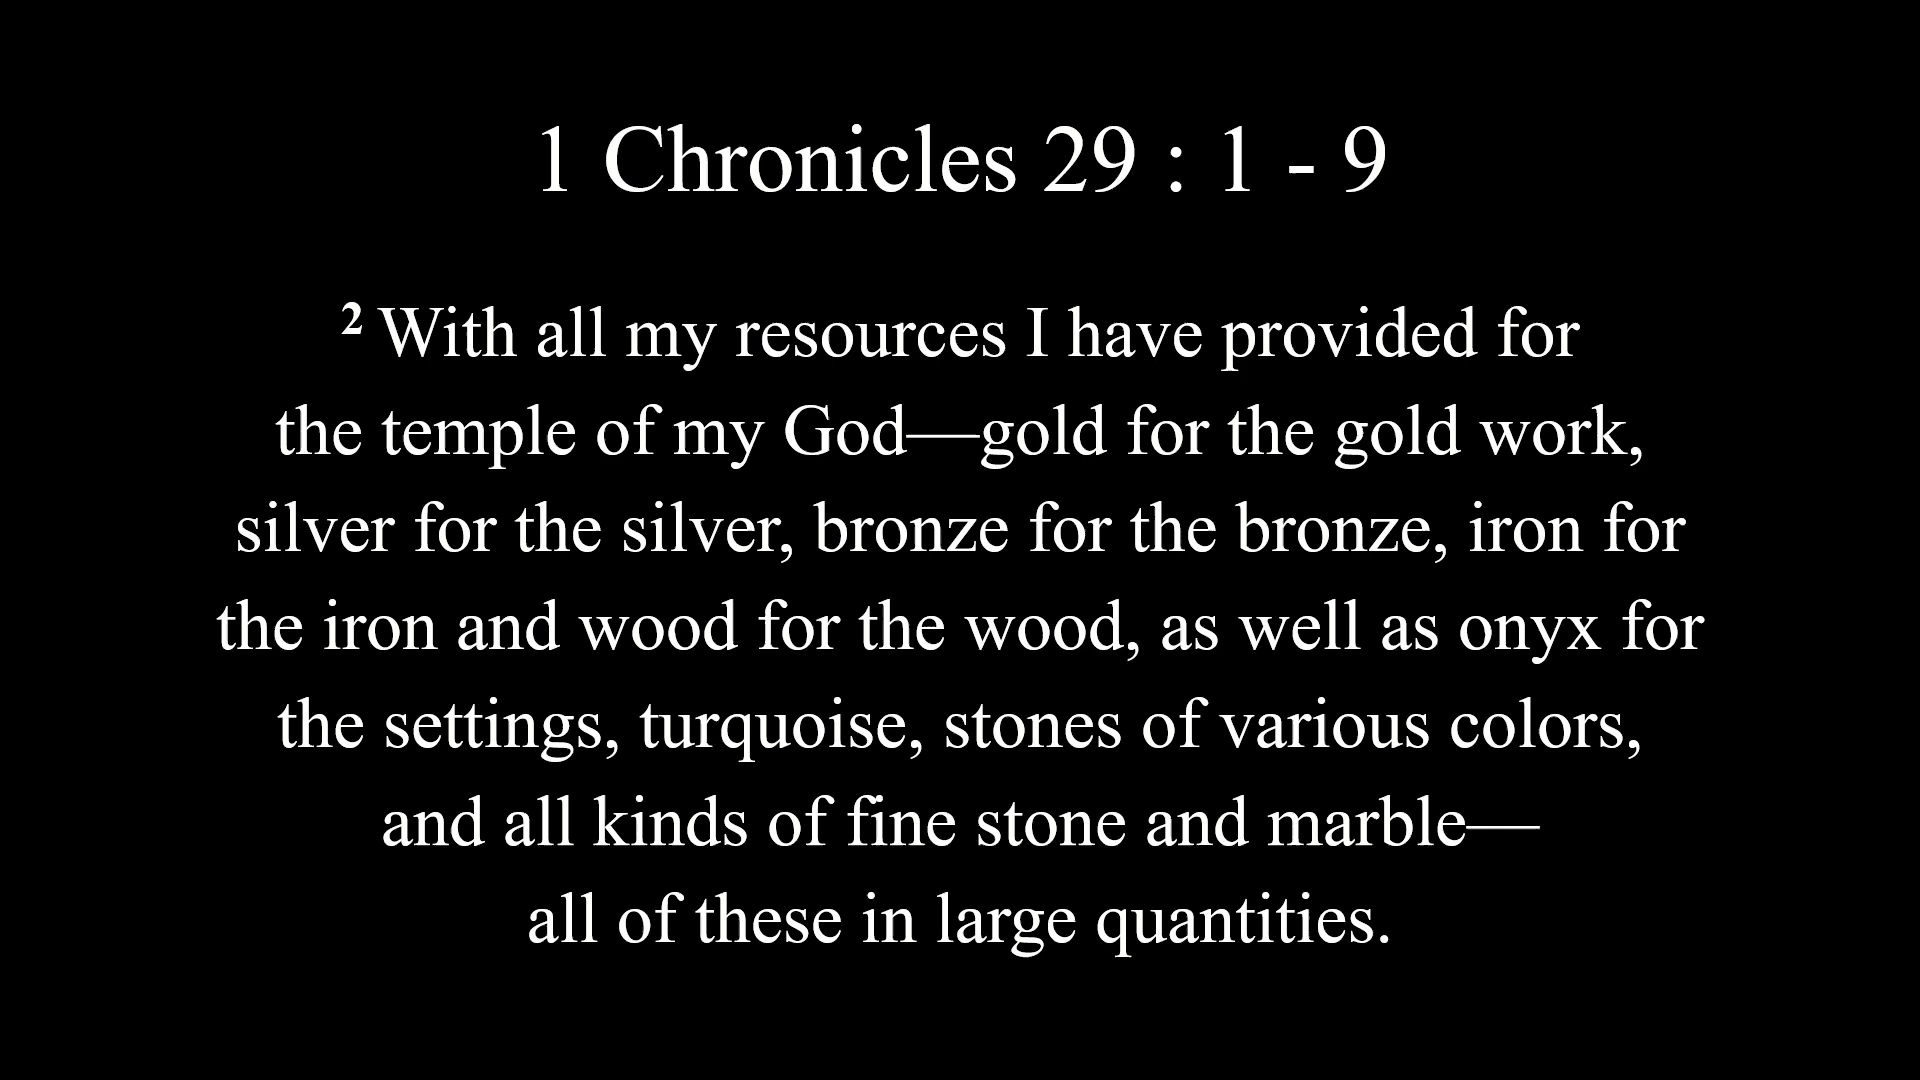 1 Chronicles 29 : 1 - 9
2 With all my resources I have provided for
the temple of my God—gold for the gold work,
silver for the silver, bronze for the bronze, iron for
the iron and wood for the wood, as well as onyx for
the settings, turquoise, stones of various colors,
and all kinds of fine stone and marble—
all of these in large quantities.